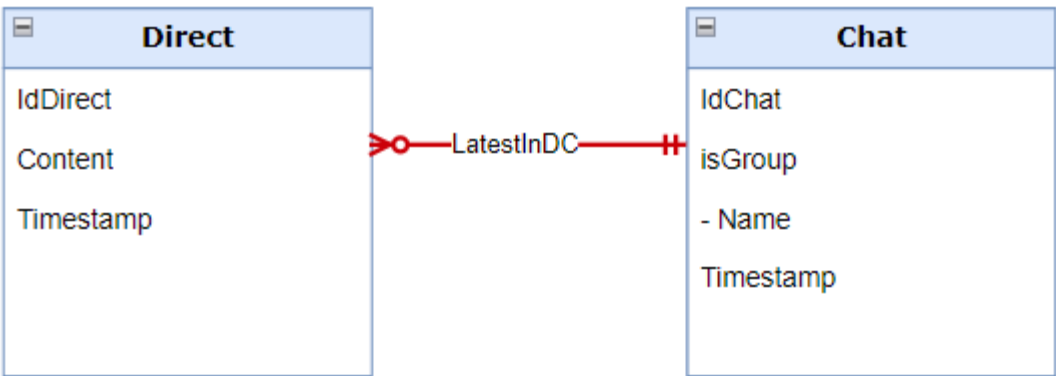 Direct
IdDirect
Content
Timestamp
LatestInDC
Chat
IdChat
isGroup
- Name
Timestamp